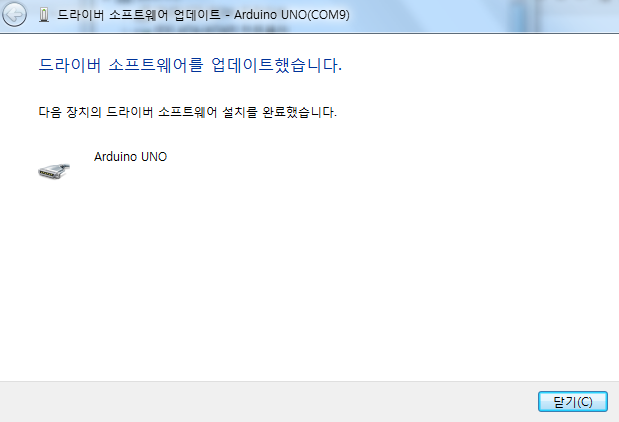 드라이버 소프트웨어 업데이트 - Arduino UNO(COM9)
드라이버 소프트웨어를 업데이트했습니다.
다음 장치의 드라이버 소프트웨어 설치를 완료했습니다.
Arduino UNO
닫기(C)